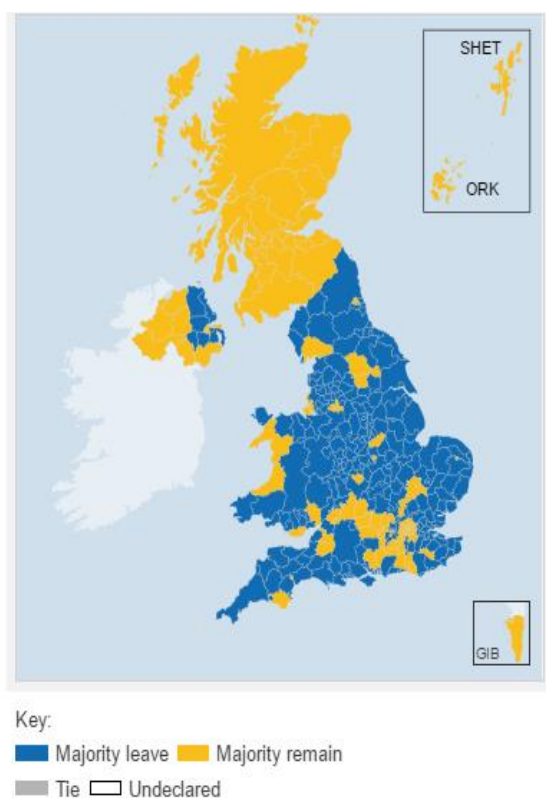 SHET
ORK
GIB
Key:
Majority leave Majority remain
Tie Undeclared